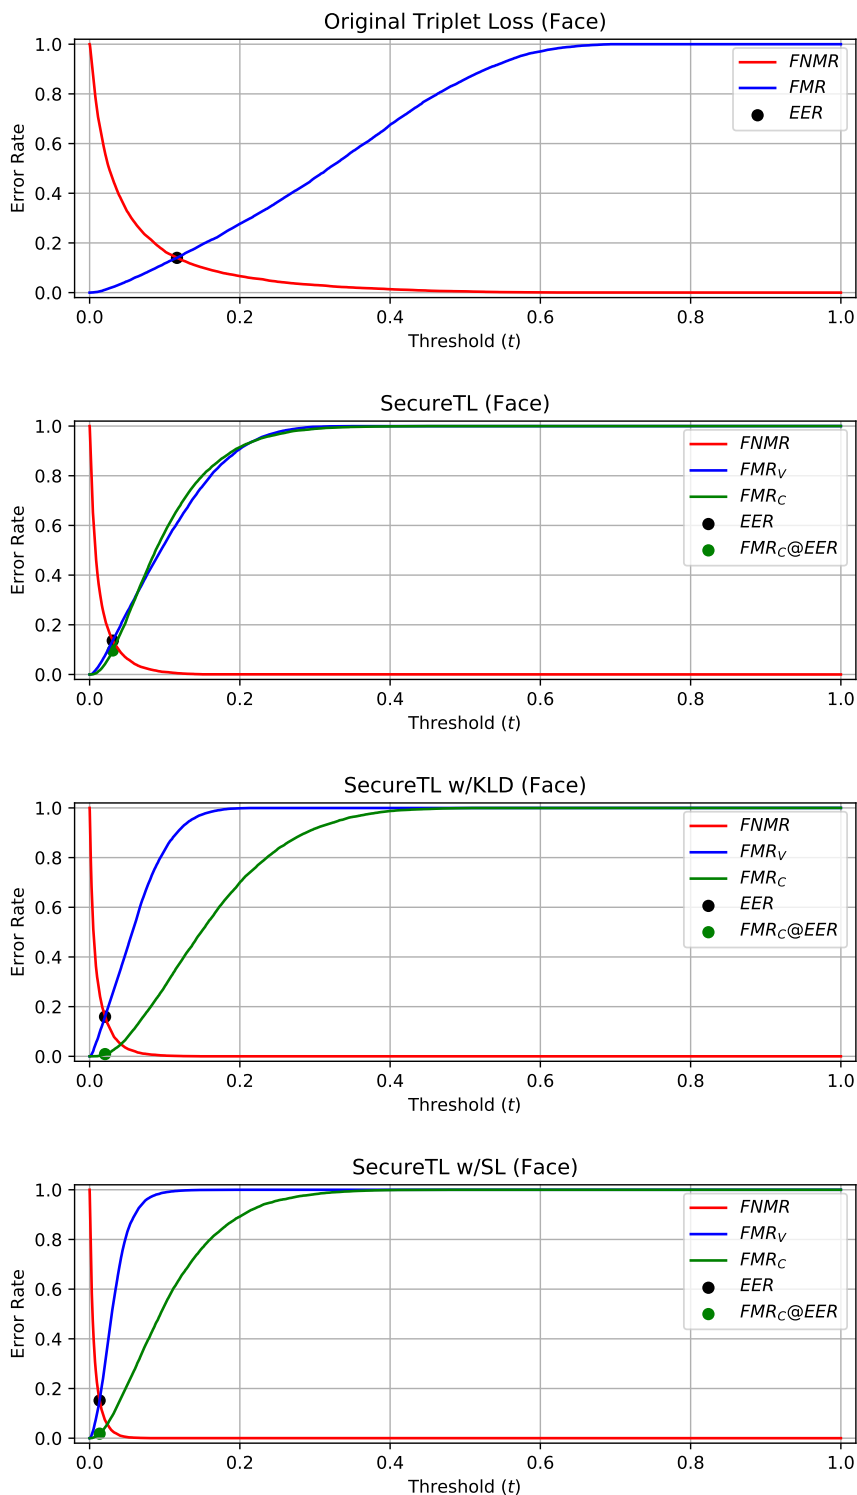 Original Triplet Loss (Face)
1.0
0.8
0.6
0.4
0.2
0.0
Error Rate
FNMR
FMR
EER
0.0 0.2 0.4 0.6 0.8 1.0
Threshold (t)
SecureTL (Face)
1.0
0.8
0.6
0.4
0.2
0.0
Error Rate
FNMR
FMR_V
FMR_C
EER
FMR_C@EER
0.0 0.2 0.4 0.6 0.8 1.0
Threshold (t)
SecureTL w/KLD (Face)
1.0
0.8
0.6
0.4
0.2
0.0
Error Rate
FNMR
FMR_V
FMR_C
EER
FMR_C@EER
0.0 0.2 0.4 0.6 0.8 1.0
Threshold (t)
SecureTL w/SL (Face)
1.0
0.8
0.6
0.4
0.2
0.0
Error Rate
FNMR
FMR_V
FMR_C
EER
FMR_C@EER
0.0 0.2 0.4 0.6 0.8 1.0
Threshold (t)